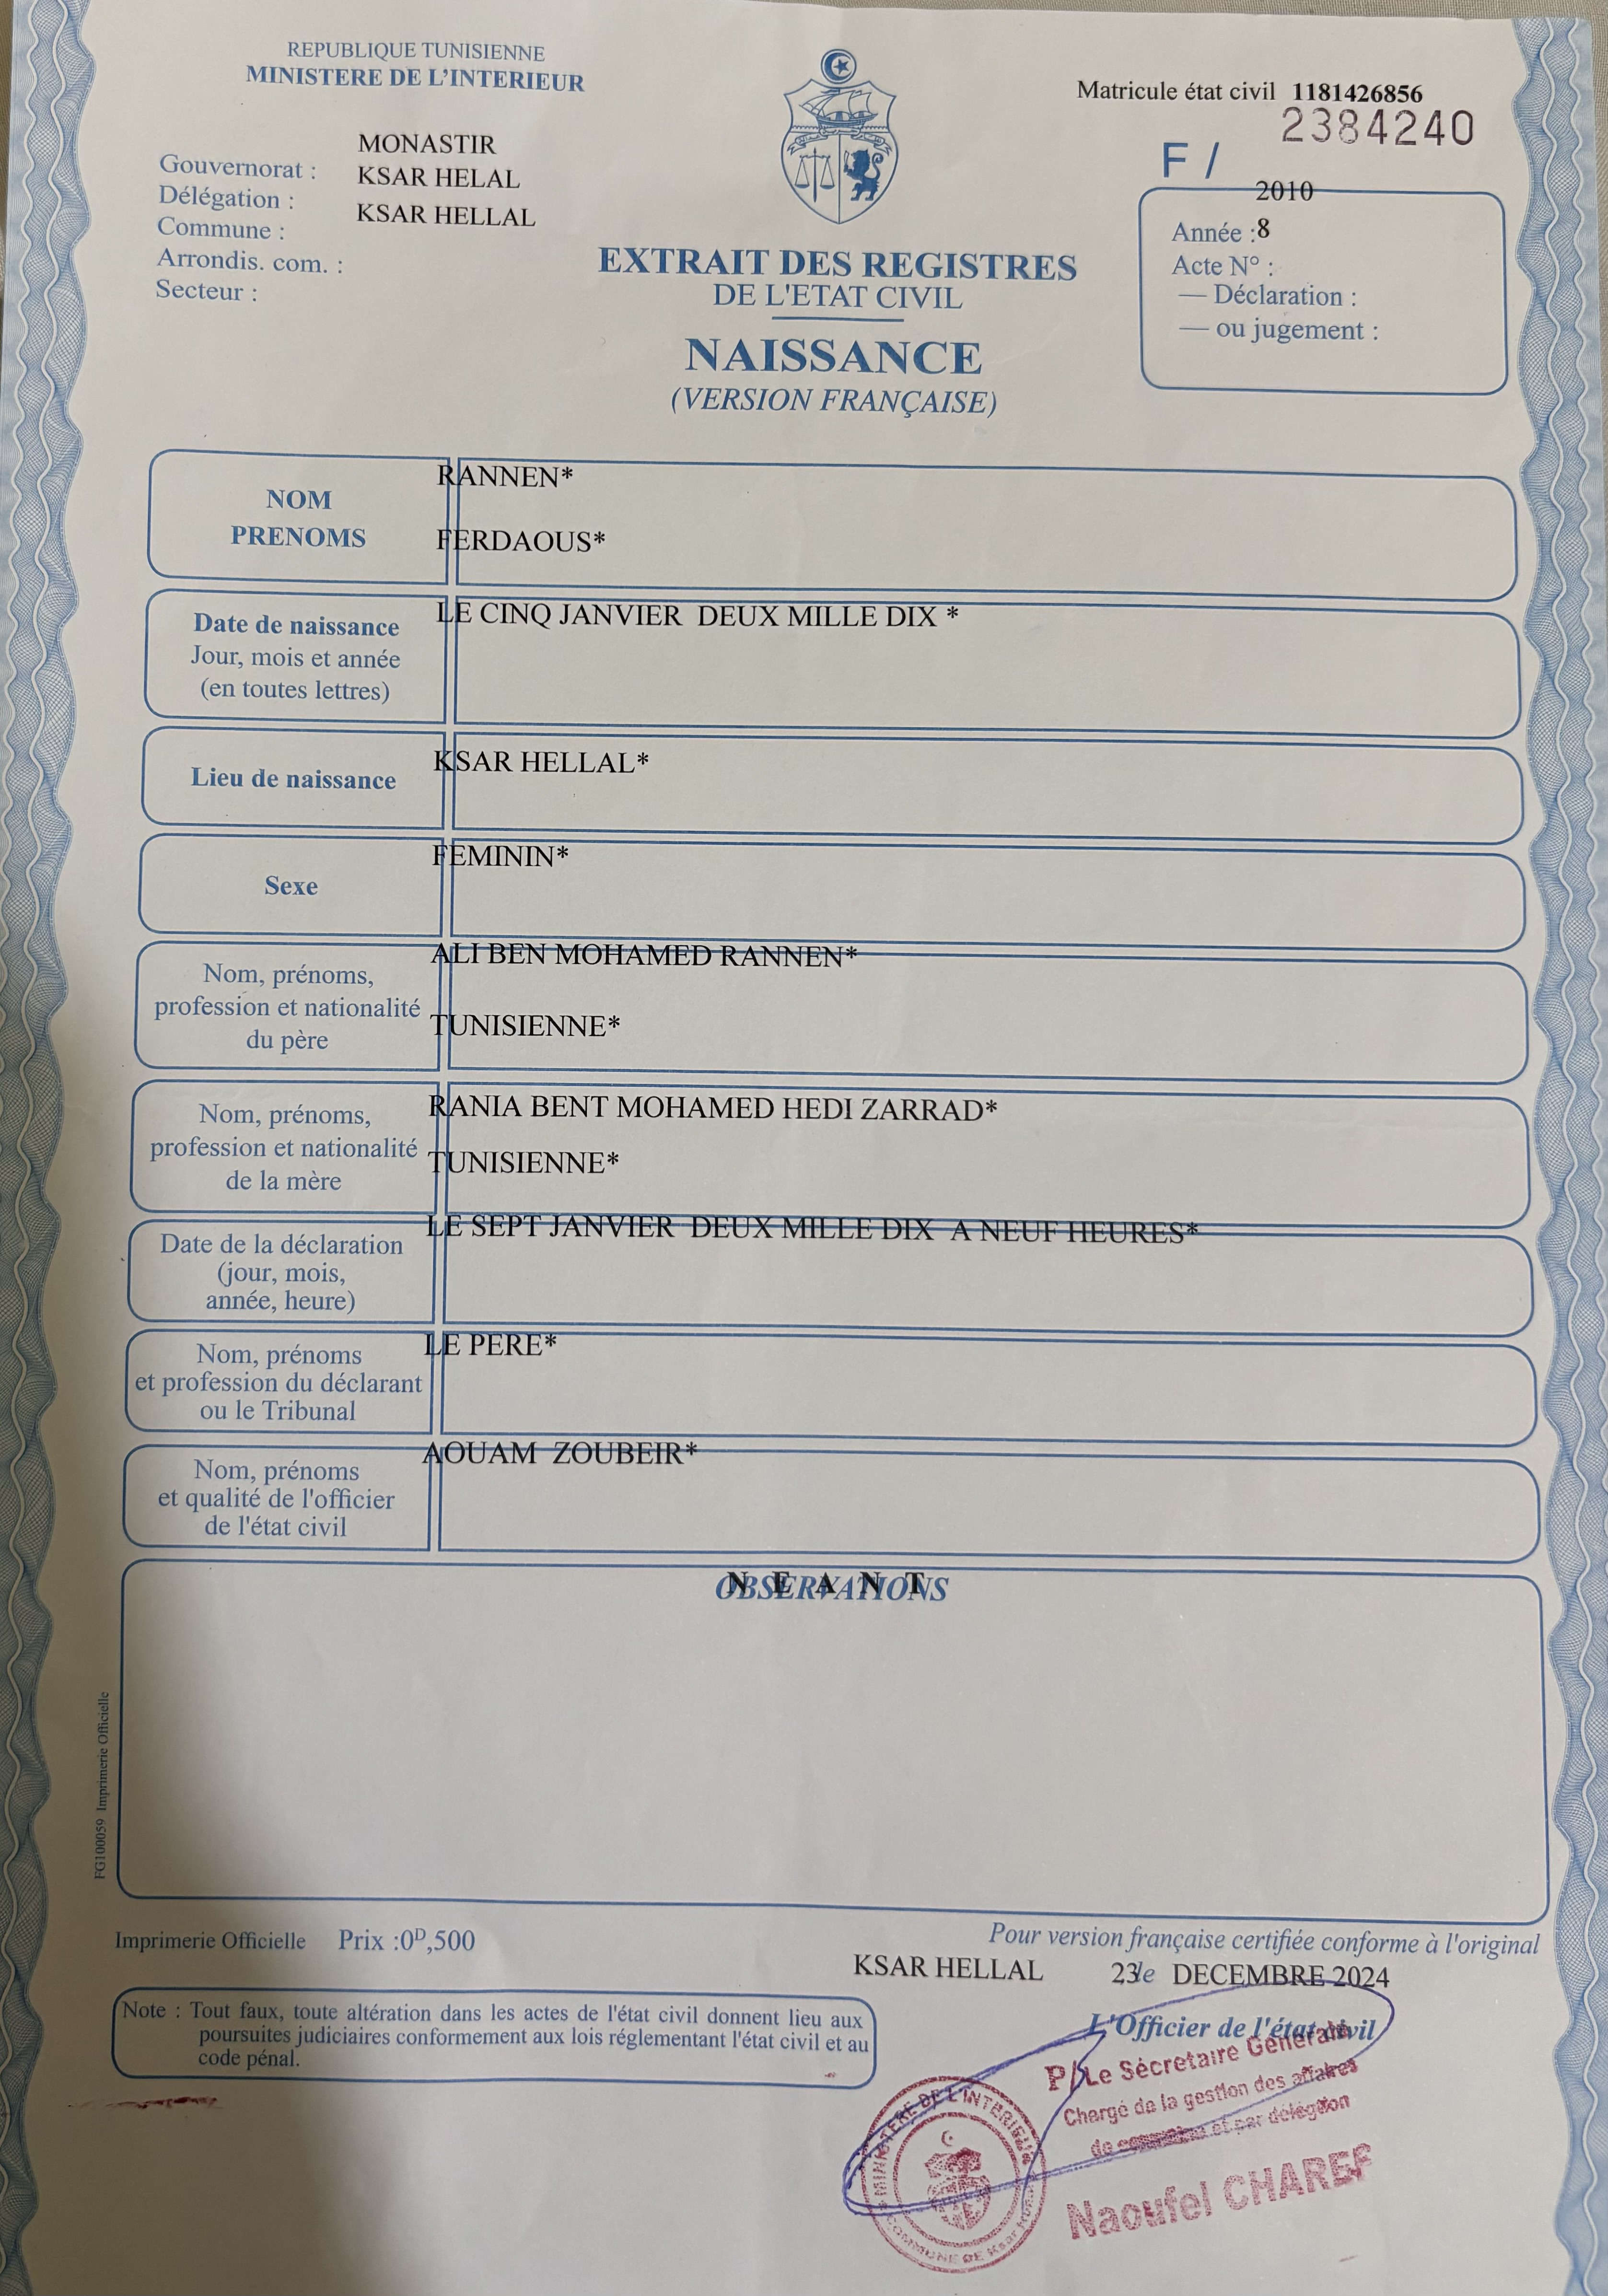 REPUBLIQUE TUNISIENNE
MINISTERE DE L'INTERIEUR
Matricule état civil 1181426856
2384240
F /
MONASTIR
Gouvernorat :
KSAR HELAL
Délégation :
KSAR HELLAL
Commune :
Arrondis. com. :
Secteur :
2010
Année :8
Acte N° :
— Déclaration :
— ou jugement :
EXTRAIT DES REGISTRES
DE L'ETAT CIVIL
NAISSANCE
(VERSION FRANÇAISE)
NOM
PRENOMS
RANNEN*
FERDAOUS*
Date de naissance
Jour, mois et année
(en toutes lettres)
LE CINQ JANVIER DEUX MILLE DIX *
Lieu de naissance
KSAR HELLAL*
Sexe
FEMININ*
Nom, prénoms,
profession et nationalité
du père
ALI BEN MOHAMED RANNEN*
TUNISIENNE*
Nom, prénoms,
profession et nationalité
de la mère
RANIA BENT MOHAMED HEDI ZARRAD*
TUNISIENNE*
Date de la déclaration
(jour, mois,
année, heure)
LE SEPT JANVIER DEUX MILLE DIX A NEUF HEURES*
Nom, prénoms
et profession du déclarant
ou le Tribunal
LE PERE*
Nom, prénoms
et qualité de l'officier
de l'état civil
AOUAM ZOUBEIR*
OBSERVATIONS
N E A N T
FG100059 Imprimerie Officielle
Imprimerie Officielle Prix :0D,500
Pour version française certifiée conforme à l'original
KSAR HELLAL 23 le DECEMBRE 2024
Note : Tout faux, toute altération dans les actes de l'état civil donnent lieu aux
poursuites judiciaires conformement aux lois réglementant l'état civil et au
code pénal.
L'Officier de l'état civil
P/Le Sécretaire Générale
Chargé de la gestion des affaires
de et par délégation
Naoufel CHAREF
MINISTERE DE L'INTERIEUR
COMMUNE DE Ksar